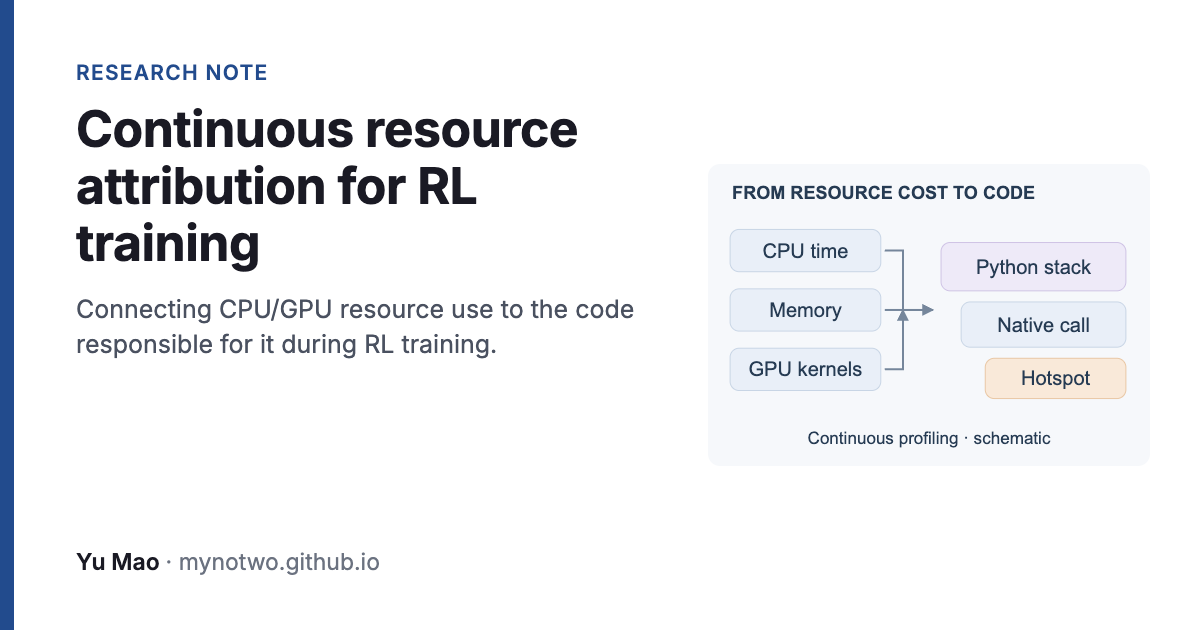 RESEARCH NOTE
Continuous resource
attribution for RL
training
Connecting CPU/GPU resource use to the code
responsible for it during RL training.
FROM RESOURCE COST TO CODE
CPU time
Memory
GPU kernels
Python stack
Native call
Hotspot
Continuous profiling · schematic
Yu Mao · mynotwo.github.io